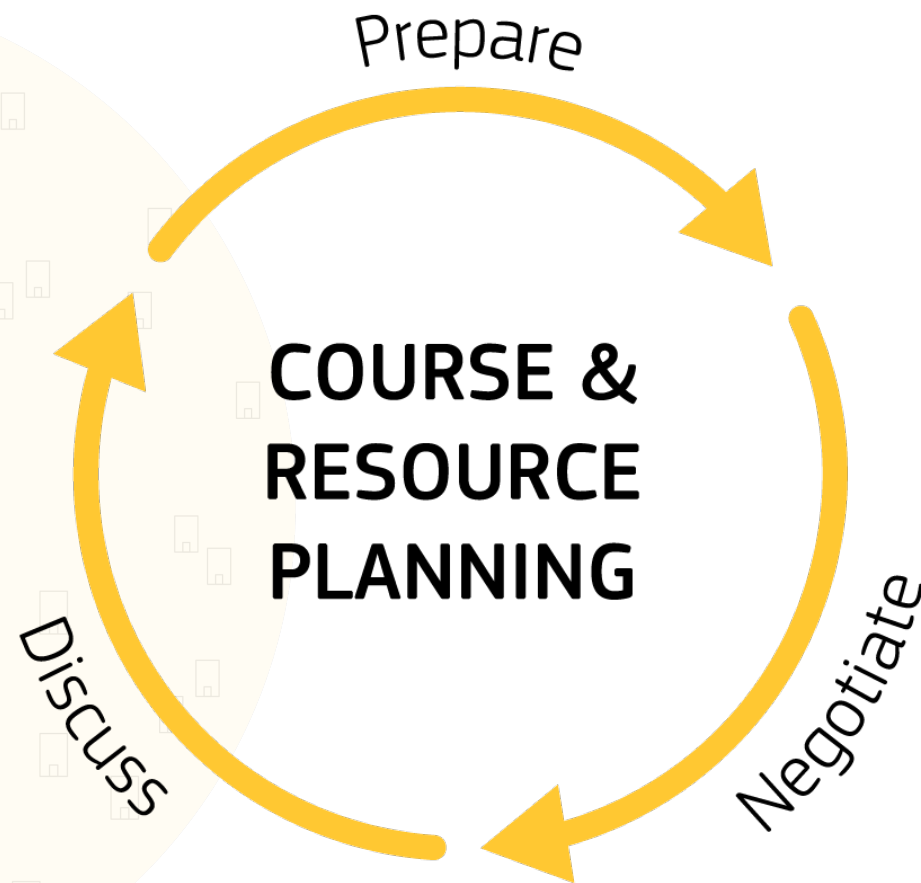 Prepare
COURSE &
RESOURCE
PLANNING
Negotiate
Discuss